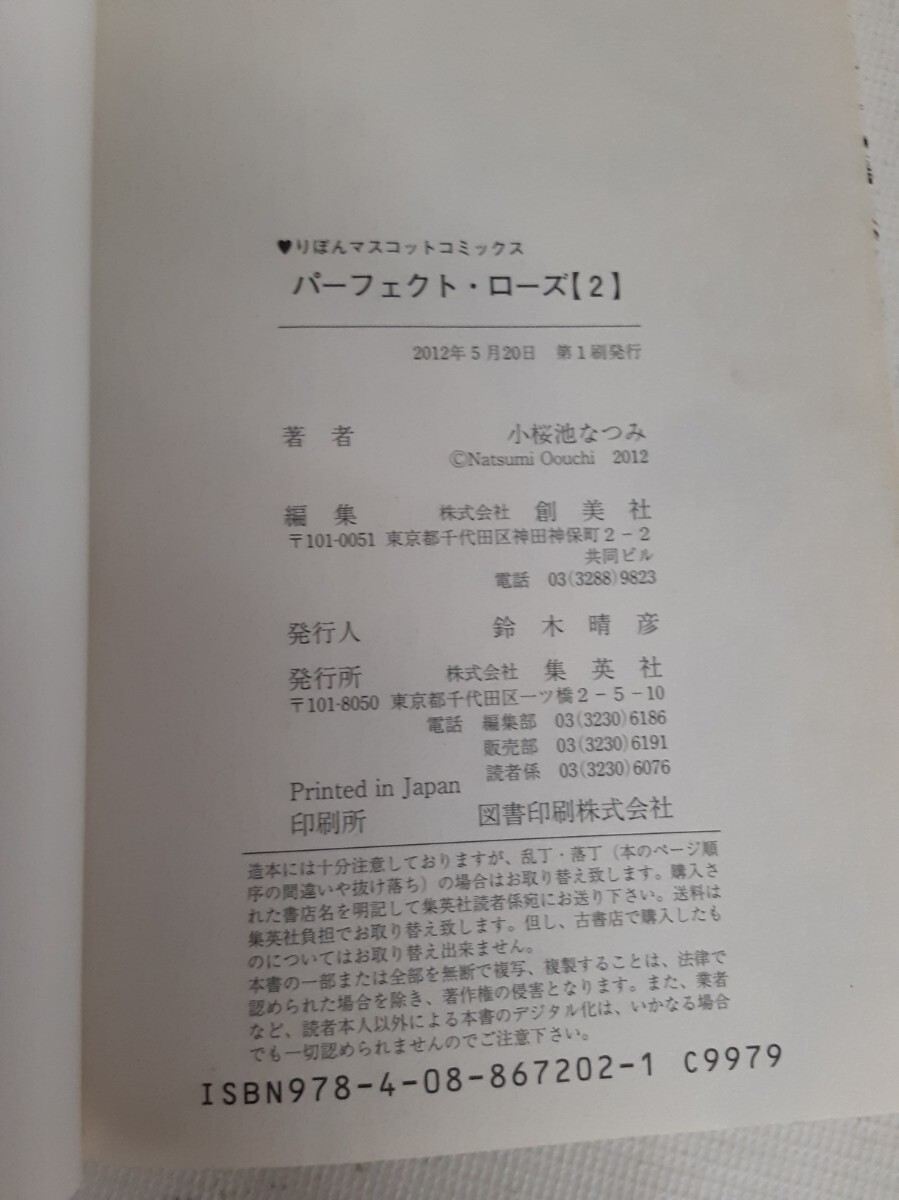 ♥りぼんマスコットコミックス
パーフェクト・ローズ【2】
2012年5月20日 第1刷発行
著者 小桜池なつみ
©Natsumi Oouchi 2012
編集 株式会社 創美社
〒101-0051 東京都千代田区神田神保町2-2
共同ビル
電話 03(3288)9823
発行人 鈴木晴彦
発行所 株式会社 集英社
〒101-8050 東京都千代田区一ツ橋2-5-10
電話 編集部 03(3230)6186
販売部 03(3230)6191
読者係 03(3230)6076
Printed in Japan
印刷所 図書印刷株式会社
造本には十分注意しておりますが、乱丁・落丁(本のページ順
序の間違いや抜け落ち)の場合はお取り替え致します。購入さ
れた書店名を明記して集英社読者係宛にお送り下さい。送料は
集英社負担でお取り替え致します。但し、古書店で購入したも
のについてはお取り替え出来ません。
本書の一部または全部を無断で複写、複製することは、法律で
認められた場合を除き、著作権の侵害となります。また、業者
など、読者本人以外による本書のデジタル化は、いかなる場合
でも一切認められませんのでご注意下さい。
ISBN978-4-08-867202-1 C9979